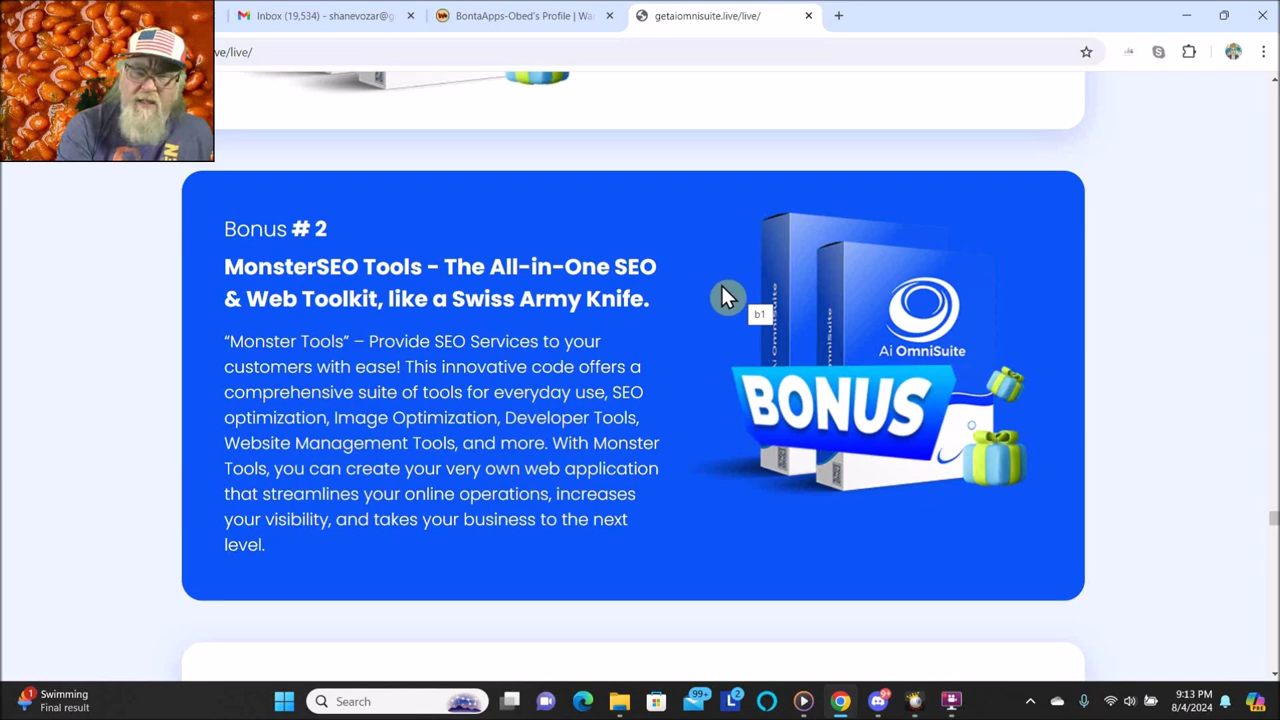 Inbox (19,534) - shanevozar@g
BontaApps-Obed's Profile | Wa
getaiomnisuite.live/live/
ve/live/
Bonus # 2
MonsterSEO Tools - The All-in-One SEO
& Web Toolkit, like a Swiss Army Knife.
“Monster Tools” – Provide SEO Services to your
customers with ease! This innovative code offers a
comprehensive suite of tools for everyday use, SEO
optimization, Image Optimization, Developer Tools,
Website Management Tools, and more. With Monster
Tools, you can create your very own web application
that streamlines your online operations, increases
your visibility, and takes your business to the next
level.
b1
Ai OmniSuite
BONUS
1
Swimming
Final result
Search
99+
2
9:13 PM
8/4/2024